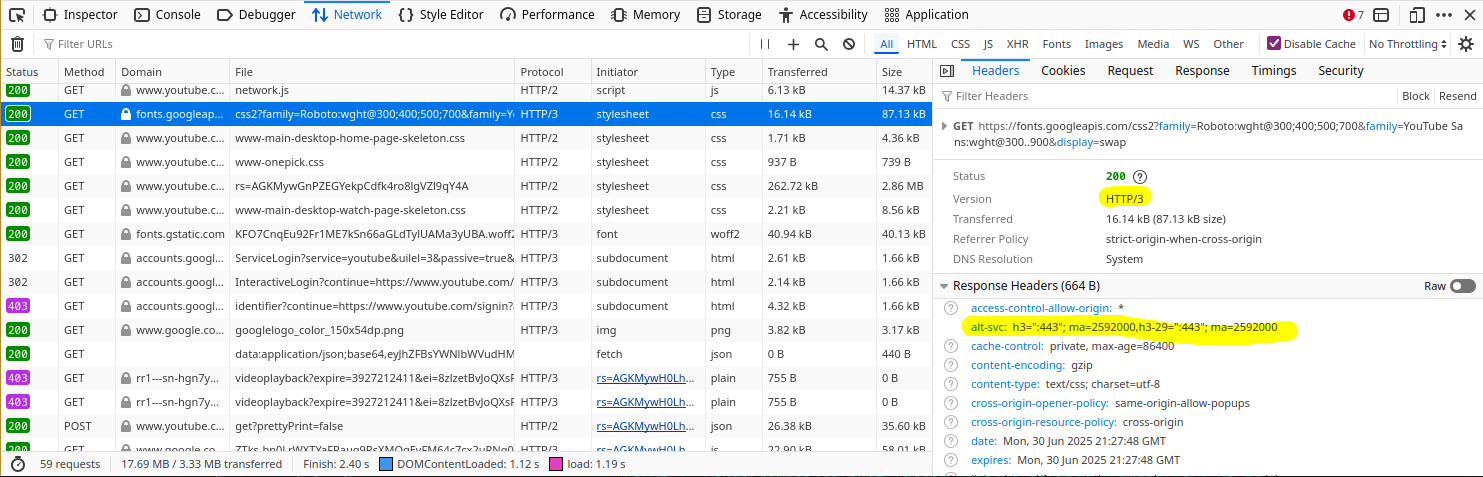 Inspector Console Debugger Network Style Editor Performance Memory Storage Accessibility Application 7
Filter URLs All HTML CSS JS XHR Fonts Images Media WS Other Disable Cache No Throttling
Status Method Domain File Protocol Initiator Type Transferred Size
200 GET www.youtube.c... network.js HTTP/2 script js 6.13 kB 14.37 kB
200 GET fonts.googleap... css2?family=Roboto:wght@300;400;500;700&family=Y HTTP/3 stylesheet css 16.14 kB 87.13 kB
200 GET www.youtube.c... www-main-desktop-home-page-skeleton.css HTTP/2 stylesheet css 1.71 kB 4.36 kB
200 GET www.youtube.c... www-onepick.css HTTP/2 stylesheet css 937 B 739 B
200 GET www.youtube.c... HTTP/2 stylesheet css 262.72 kB 2.86 MB
200 GET www.youtube.c... www-main-desktop-watch-page-skeleton.css HTTP/2 stylesheet css 2.21 kB 8.56 kB
200 GET fonts.gstatic.com HTTP/3 font woff2 40.94 kB 40.13 kB
302 GET accounts.googl... ServiceLogin?service=youtube&uilel=3&passive=true& HTTP/3 subdocument html 2.61 kB 1.66 kB
302 GET accounts.googl... InteractiveLogin?continue=https://www.youtube.com/ HTTP/3 subdocument html 2.14 kB 1.66 kB
403 GET accounts.googl... identifier?continue=https://www.youtube.com/signin? HTTP/3 subdocument html 4.32 kB 1.66 kB
200 GET www.google.co... googlelogo_color_150x54dp.png HTTP/3 img png 3.82 kB 3.17 kB
200 GET data:application/json;base64,eyJhZFBsYWNlbWVudHM fetch json 0 B 440 B
403 GET rr1---sn-hgn7y... videoplayback?expire=3927212411&ei=8zIzetBvJoQXsF HTTP/3 rs=AGKMywH0Lh... plain 755 B 0 B
403 GET rr1---sn-hgn7y... videoplayback?expire=3927212411&ei=8zIzetBvJoQXsF HTTP/3 rs=AGKMywH0Lh... plain 755 B 0 B
200 POST www.youtube.c... get?prettyPrint=false HTTP/2 rs=AGKMywH0Lh... json 26.38 kB 35.60 kB
200 GET www.google.co... HTTP/3 rs=AGKMywH0Lh... js 22.90 kB 58.01 kB
59 requests 17.69 MB / 3.33 MB transferred Finish: 2.40 s DOMContentLoaded: 1.12 s load: 1.19 s
Headers Cookies Request Response Timings Security
Filter Headers Block Resend
GET https://fonts.googleapis.com/css2?family=Roboto:wght@300;400;500;700&family=YouTube Sa
ns:wght@300..900&display=swap
Status 200
Version HTTP/3
Transferred 16.14 kB (87.13 kB size)
Referrer Policy strict-origin-when-cross-origin
DNS Resolution System
Response Headers (664 B) Raw
access-control-allow-origin: *
alt-svc: h3=":443"; ma=2592000,h3-29=":443"; ma=2592000
cache-control: private, max-age=86400
content-encoding: gzip
content-type: text/css; charset=utf-8
cross-origin-opener-policy: same-origin-allow-popups
cross-origin-resource-policy: cross-origin
date: Mon, 30 Jun 2025 21:27:48 GMT
expires: Mon, 30 Jun 2025 21:27:48 GMT